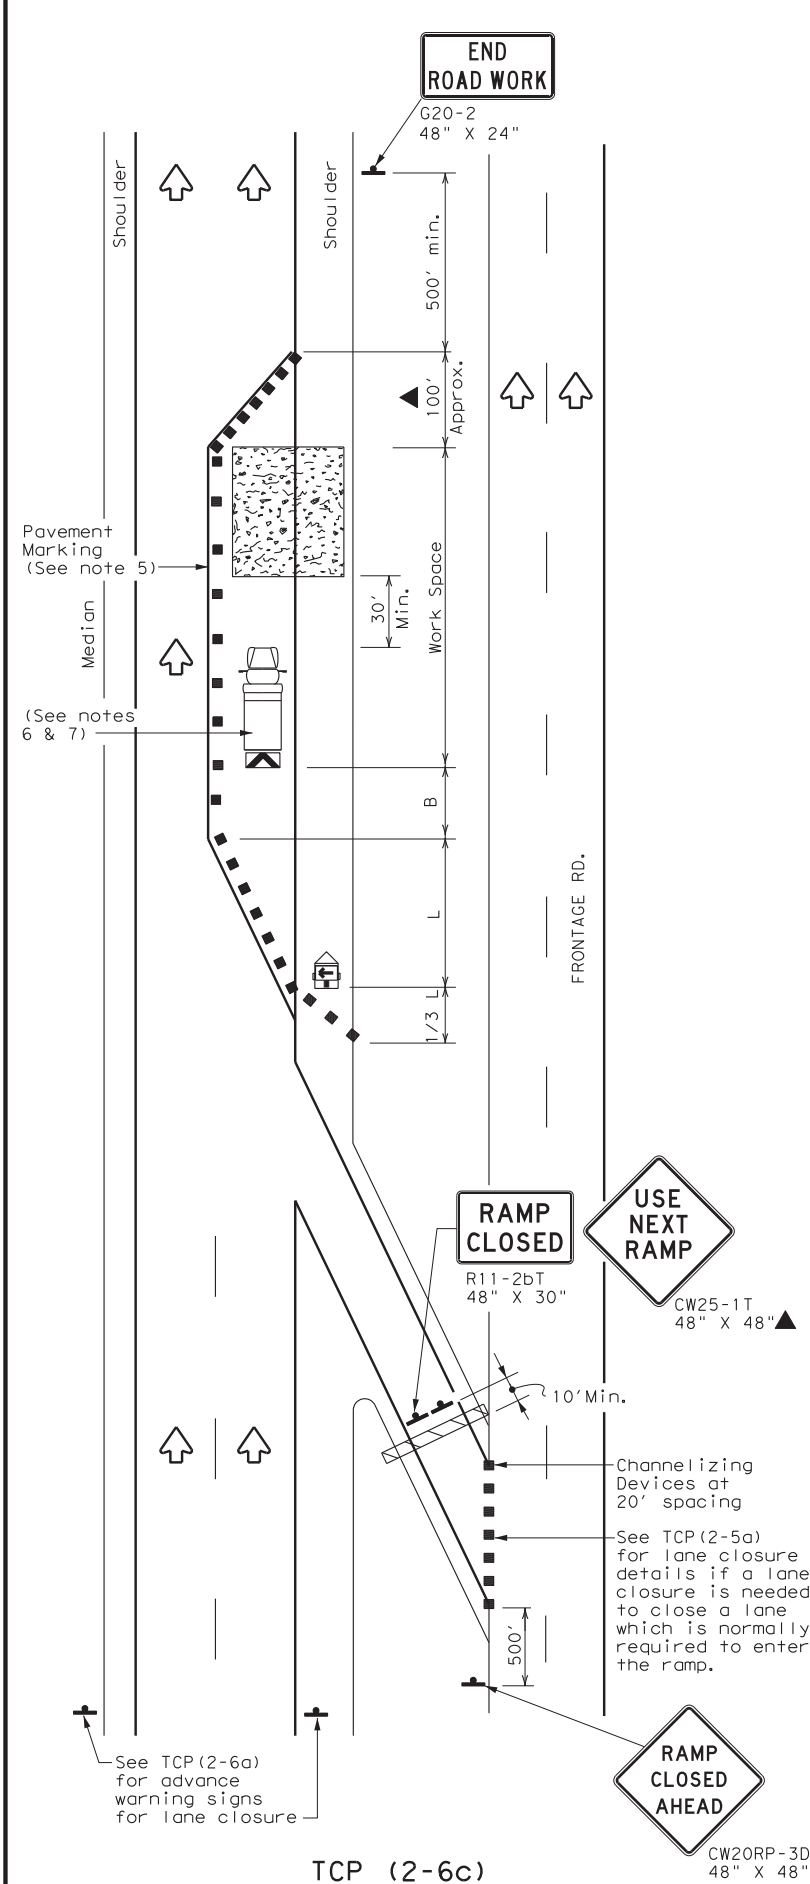 END
ROAD WORK
G20-2
48" X 24"
Shoulder
Shoulder
500' min.
100'
Approx.
Pavement
Marking
(See note 5)
30'
Min.
Work Space
Median
(See notes
6 & 7)
B
L
FRONTAGE RD.
1/3 L
RAMP
CLOSED
R11-2bT
48" X 30"
USE
NEXT
RAMP
CW25-1T
48" X 48"
10'Min.
Channelizing
Devices at
20' spacing
See TCP(2-5a)
for lane closure
details if a lane
closure is needed
to close a lane
which is normally
required to enter
the ramp.
500'
See TCP(2-6a)
for advance
warning signs
for lane closure
RAMP
CLOSED
AHEAD
CW20RP-3D
48" X 48"
TCP (2-6c)